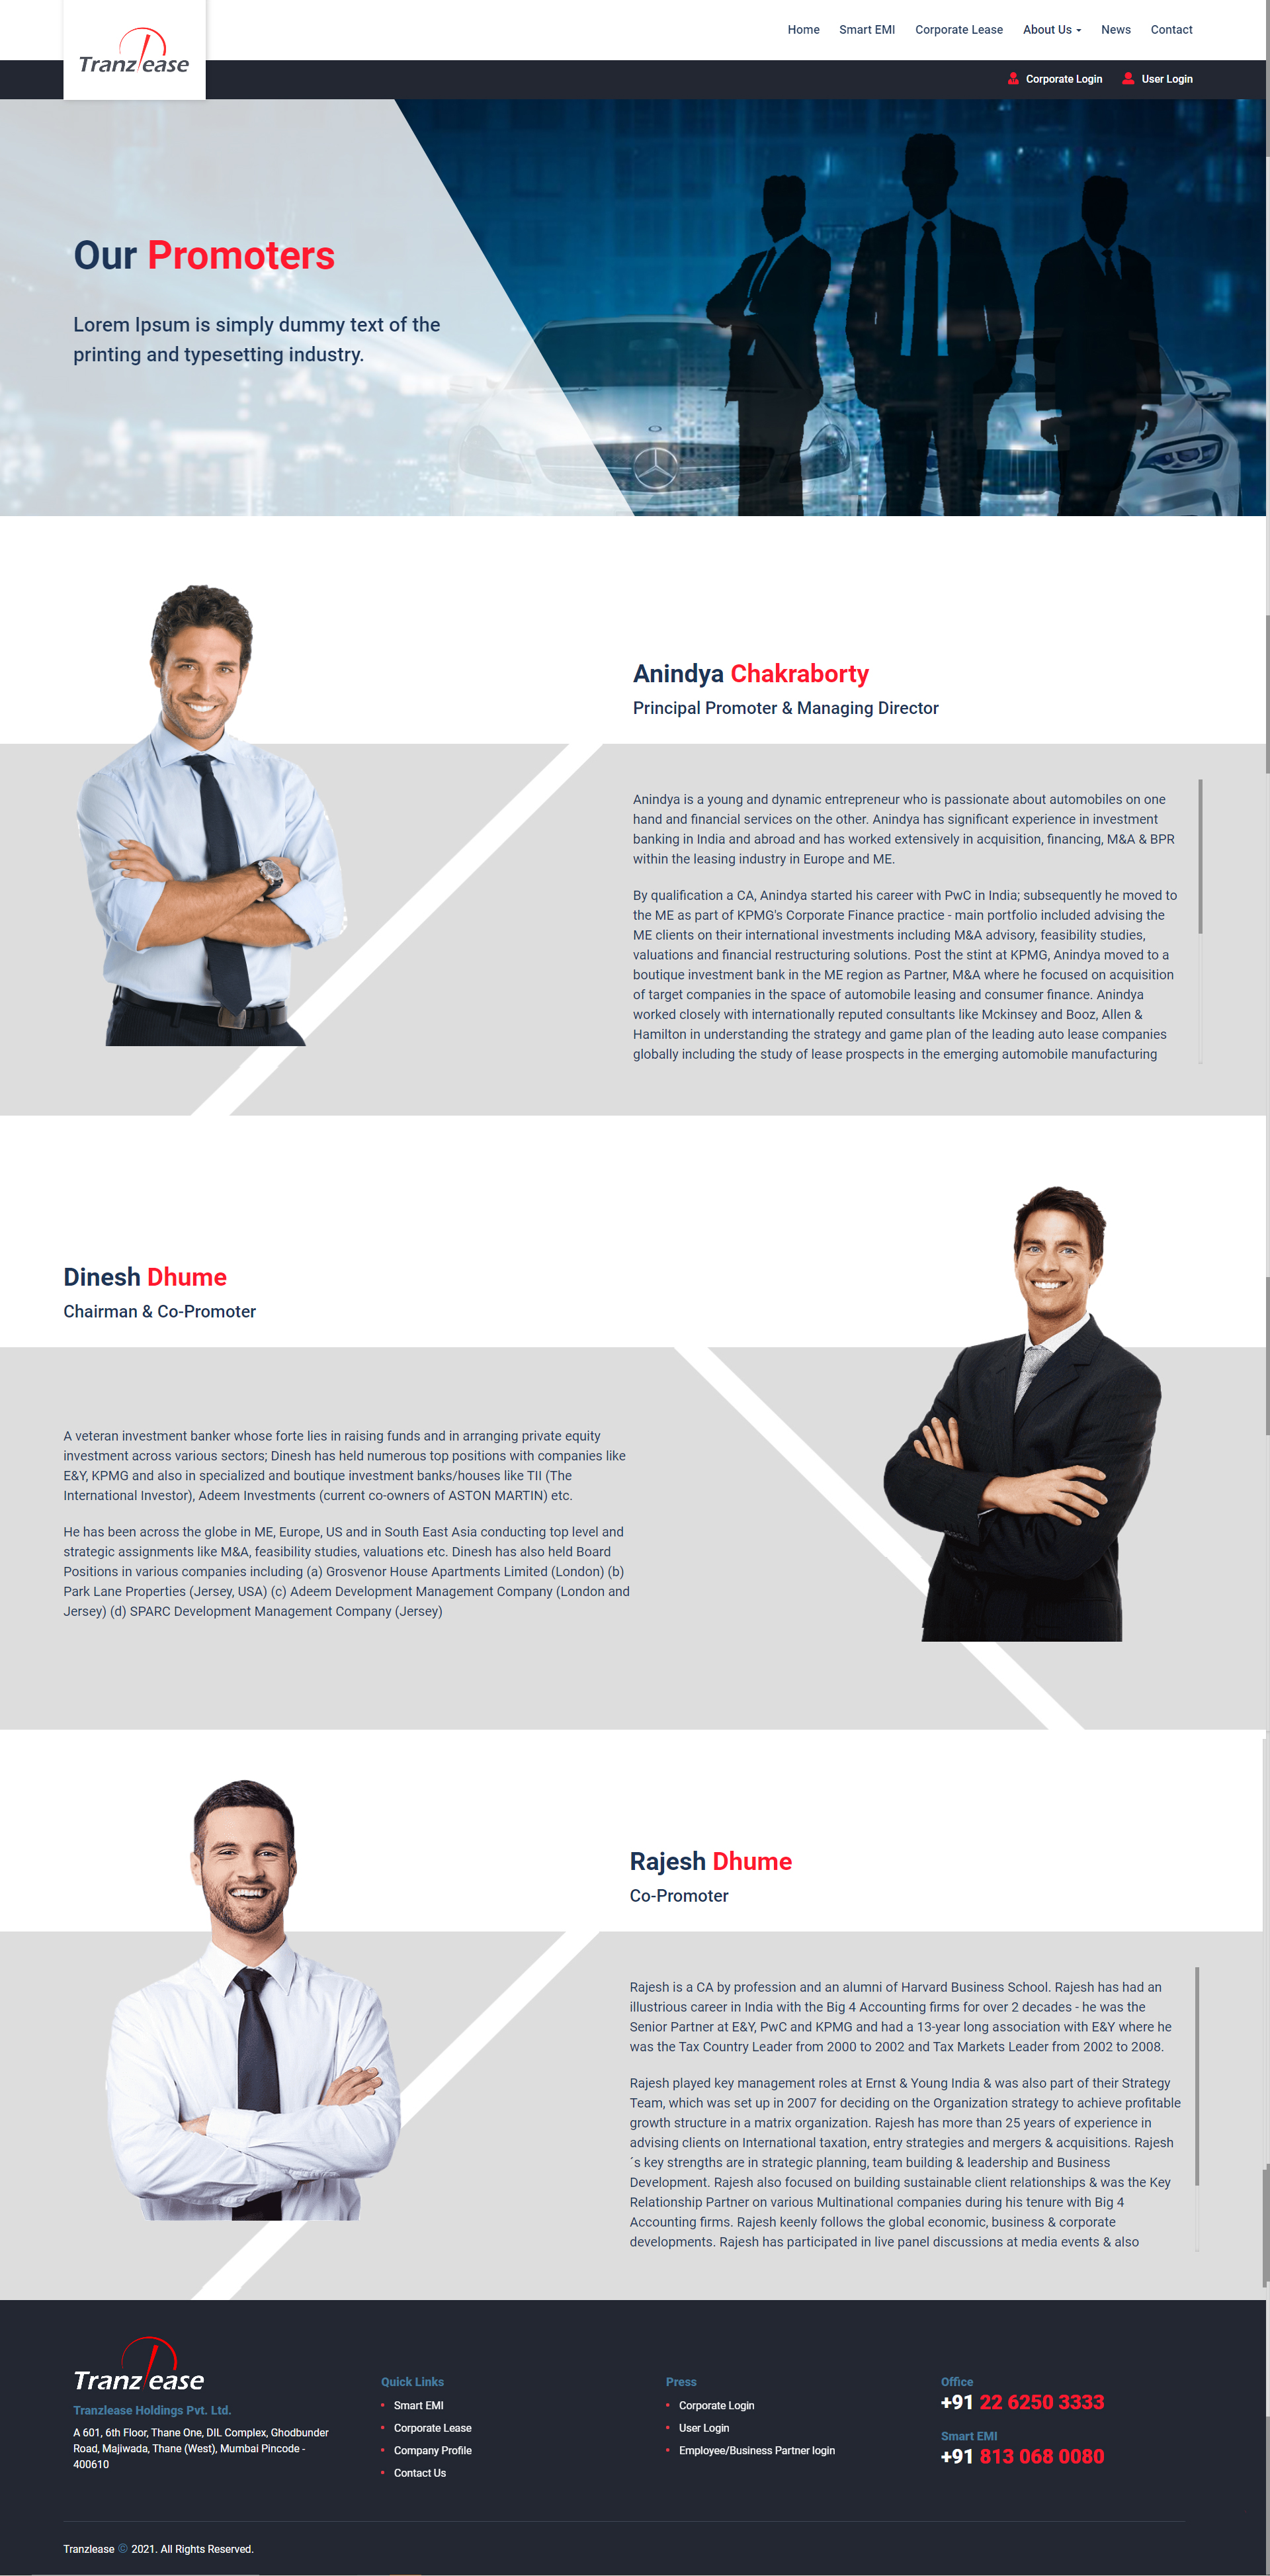 Tranzlease
Home Smart EMI Corporate Lease About Us News Contact
Corporate Login User Login
Our Promoters
Lorem Ipsum is simply dummy text of the
printing and typesetting industry.
Anindya Chakraborty
Principal Promoter & Managing Director
Anindya is a young and dynamic entrepreneur who is passionate about automobiles on one
hand and financial services on the other. Anindya has significant experience in investment
banking in India and abroad and has worked extensively in acquisition, financing, M&A & BPR
within the leasing industry in Europe and ME.
By qualification a CA, Anindya started his career with PwC in India; subsequently he moved to
the ME as part of KPMG's Corporate Finance practice - main portfolio included advising the
ME clients on their international investments including M&A advisory, feasibility studies,
valuations and financial restructuring solutions. Post the stint at KPMG, Anindya moved to a
boutique investment bank in the ME region as Partner, M&A where he focused on acquisition
of target companies in the space of automobile leasing and consumer finance. Anindya
worked closely with internationally reputed consultants like Mckinsey and Booz, Allen &
Hamilton in understanding the strategy and game plan of the leading auto lease companies
globally including the study of lease prospects in the emerging automobile manufacturing
Dinesh Dhume
Chairman & Co-Promoter
A veteran investment banker whose forte lies in raising funds and in arranging private equity
investment across various sectors; Dinesh has held numerous top positions with companies like
E&Y, KPMG and also in specialized and boutique investment banks/houses like TII (The
International Investor), Adeem Investments (current co-owners of ASTON MARTIN) etc.
He has been across the globe in ME, Europe, US and in South East Asia conducting top level and
strategic assignments like M&A, feasibility studies, valuations etc. Dinesh has also held Board
Positions in various companies including (a) Grosvenor House Apartments Limited (London) (b)
Park Lane Properties (Jersey, USA) (c) Adeem Development Management Company (London and
Jersey) (d) SPARC Development Management Company (Jersey)
Rajesh Dhume
Co-Promoter
Rajesh is a CA by profession and an alumni of Harvard Business School. Rajesh has had an
illustrious career in India with the Big 4 Accounting firms for over 2 decades - he was the
Senior Partner at E&Y, PwC and KPMG and had a 13-year long association with E&Y where he
was the Tax Country Leader from 2000 to 2002 and Tax Markets Leader from 2002 to 2008.
Rajesh played key management roles at Ernst & Young India & was also part of their Strategy
Team, which was set up in 2007 for deciding on the Organization strategy to achieve profitable
growth structure in a matrix organization. Rajesh has more than 25 years of experience in
advising clients on International taxation, entry strategies and mergers & acquisitions. Rajesh
´s key strengths are in strategic planning, team building & leadership and Business
Development. Rajesh also focused on building sustainable client relationships & was the Key
Relationship Partner on various Multinational companies during his tenure with Big 4
Accounting firms. Rajesh keenly follows the global economic, business & corporate
developments. Rajesh has participated in live panel discussions at media events & also
Tranzlease
Tranzlease Holdings Pvt. Ltd.
A 601, 6th Floor, Thane One, DIL Complex, Ghodbunder
Road, Majiwada, Thane (West), Mumbai Pincode -
400610
Quick Links
Smart EMI
Corporate Lease
Company Profile
Contact Us
Press
Corporate Login
User Login
Employee/Business Partner login
Office
+91 22 6250 3333
Smart EMI
+91 813 068 0080
Tranzlease © 2021. All Rights Reserved.